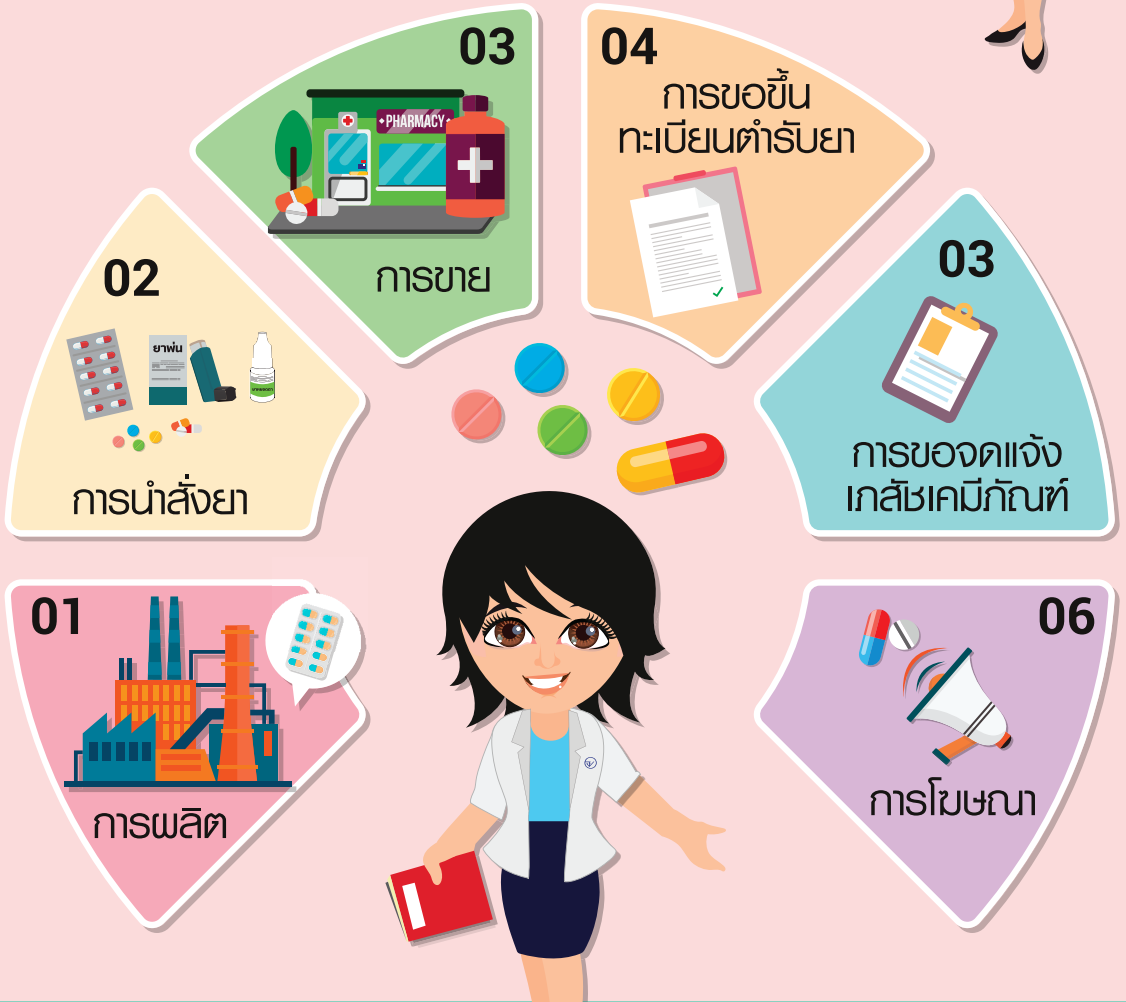 01
การผลิต
02
ยาพ่น
การนำสั่งยา
03
PHARMACY
การขาย
04
การขอขึ้น
ทะเบียนตำรับยา
03
การขอจดแจ้ง
เภสัชเคมีภัณฑ์
06
การโฆษณา